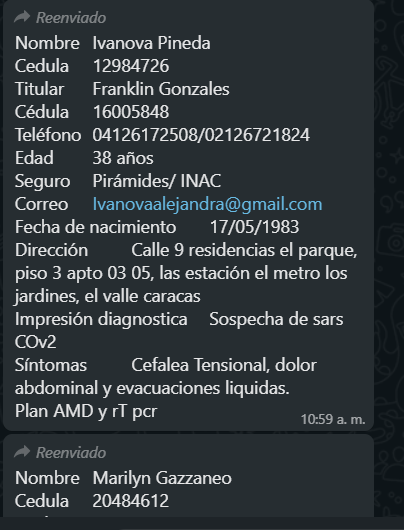 Reenviado
Nombre Ivanova Pineda
Cedula 12984726
Titular Franklin Gonzales
Cédula 16005848
Teléfono 04126172508/02126721824
Edad 38 años
Seguro Pirámides/ INAC
Correo Ivanovaalejandra@gmail.com
Fecha de nacimiento 17/05/1983
Dirección Calle 9 residencias el parque,
piso 3 apto 03 05, las estación el metro los
jardines, el valle caracas
Impresión diagnostica Sospecha de sars
COv2
Síntomas Cefalea Tensional, dolor
abdominal y evacuaciones liquidas.
Plan AMD y rT pcr
10:59 a. m.
Reenviado
Nombre Marilyn Gazzaneo
Cedula 20484612